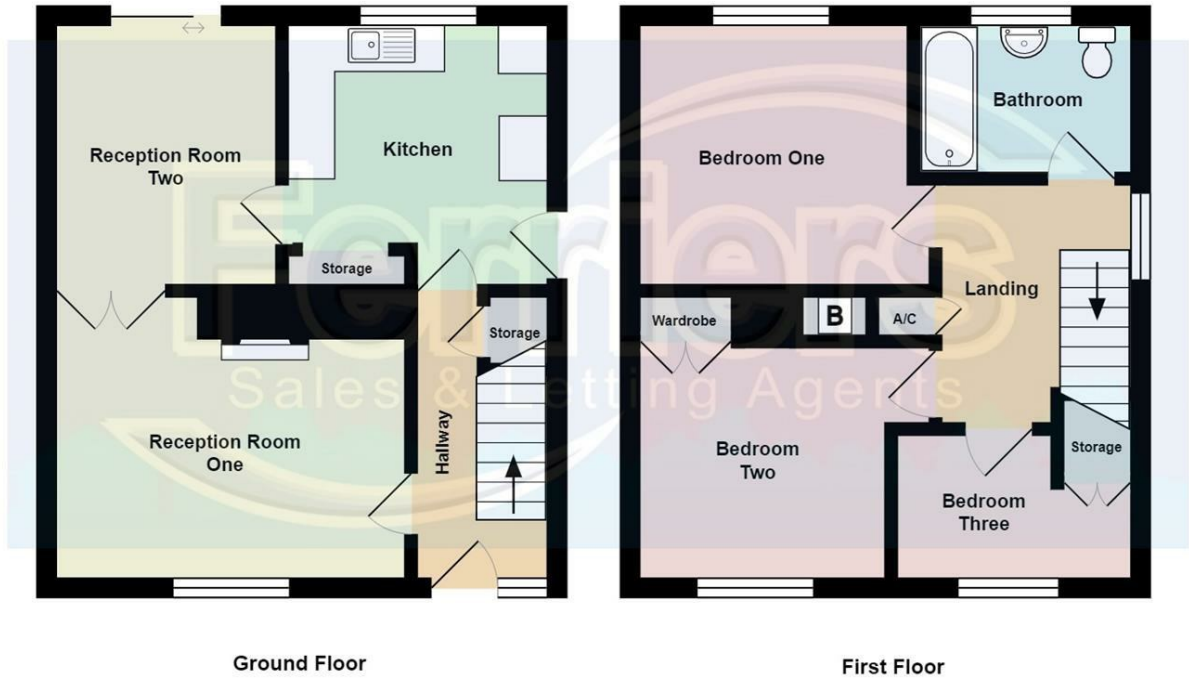 Reception Room
Two
Kitchen
Storage
Storage
Reception Room
One
Hallway
Ground Floor
Bedroom One
Bathroom
Landing
Wardrobe
B
A/C
Bedroom
Two
Bedroom
Three
Storage
First Floor
Ferriers
Sales & Letting Agents